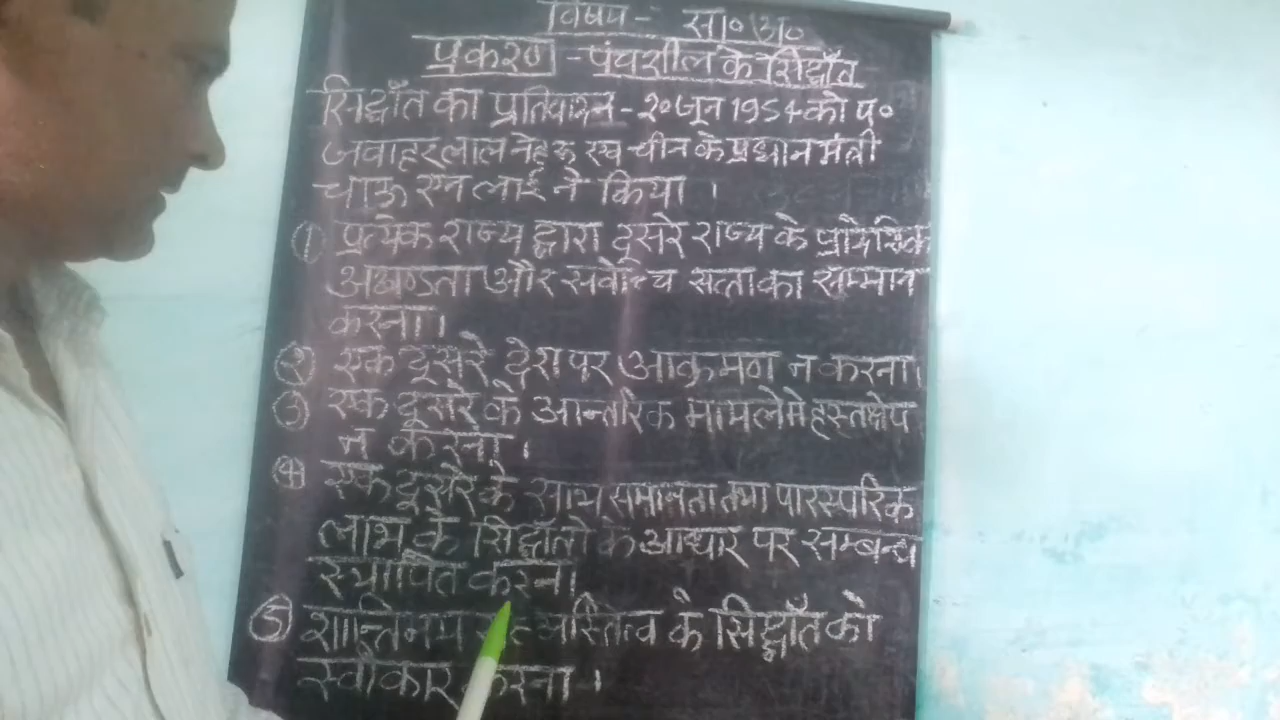 विषय - सा० अ०
प्रकरण - पंचशील के सिद्धाँत
सिद्धाँत का प्रतिपादन - २० जून 1954 को प०
जवाहरलाल नेहरू एव चीन के प्रधान मंत्री
चाऊ एन लाई ने किया ।
① प्रत्येक राज्य द्वारा दूसरे राज्य के प्रादेशिक
अखण्डता और सर्वोच्च सत्ता का सम्मान
करना।
② एक दूसरे देश पर आक्रमण न करना।
③ एक दूसरे के आन्तरिक मामले मे हस्तक्षेप
न करना ।
④ एक दूसरे के साथ समानता तथा पारस्परिक
लाभ के सिद्धाँतो के आधार पर सम्बन्ध
स्थापित करना।
⑤ शान्तिमय सहअस्तित्व के सिद्धाँत को
स्वीकार करना ।